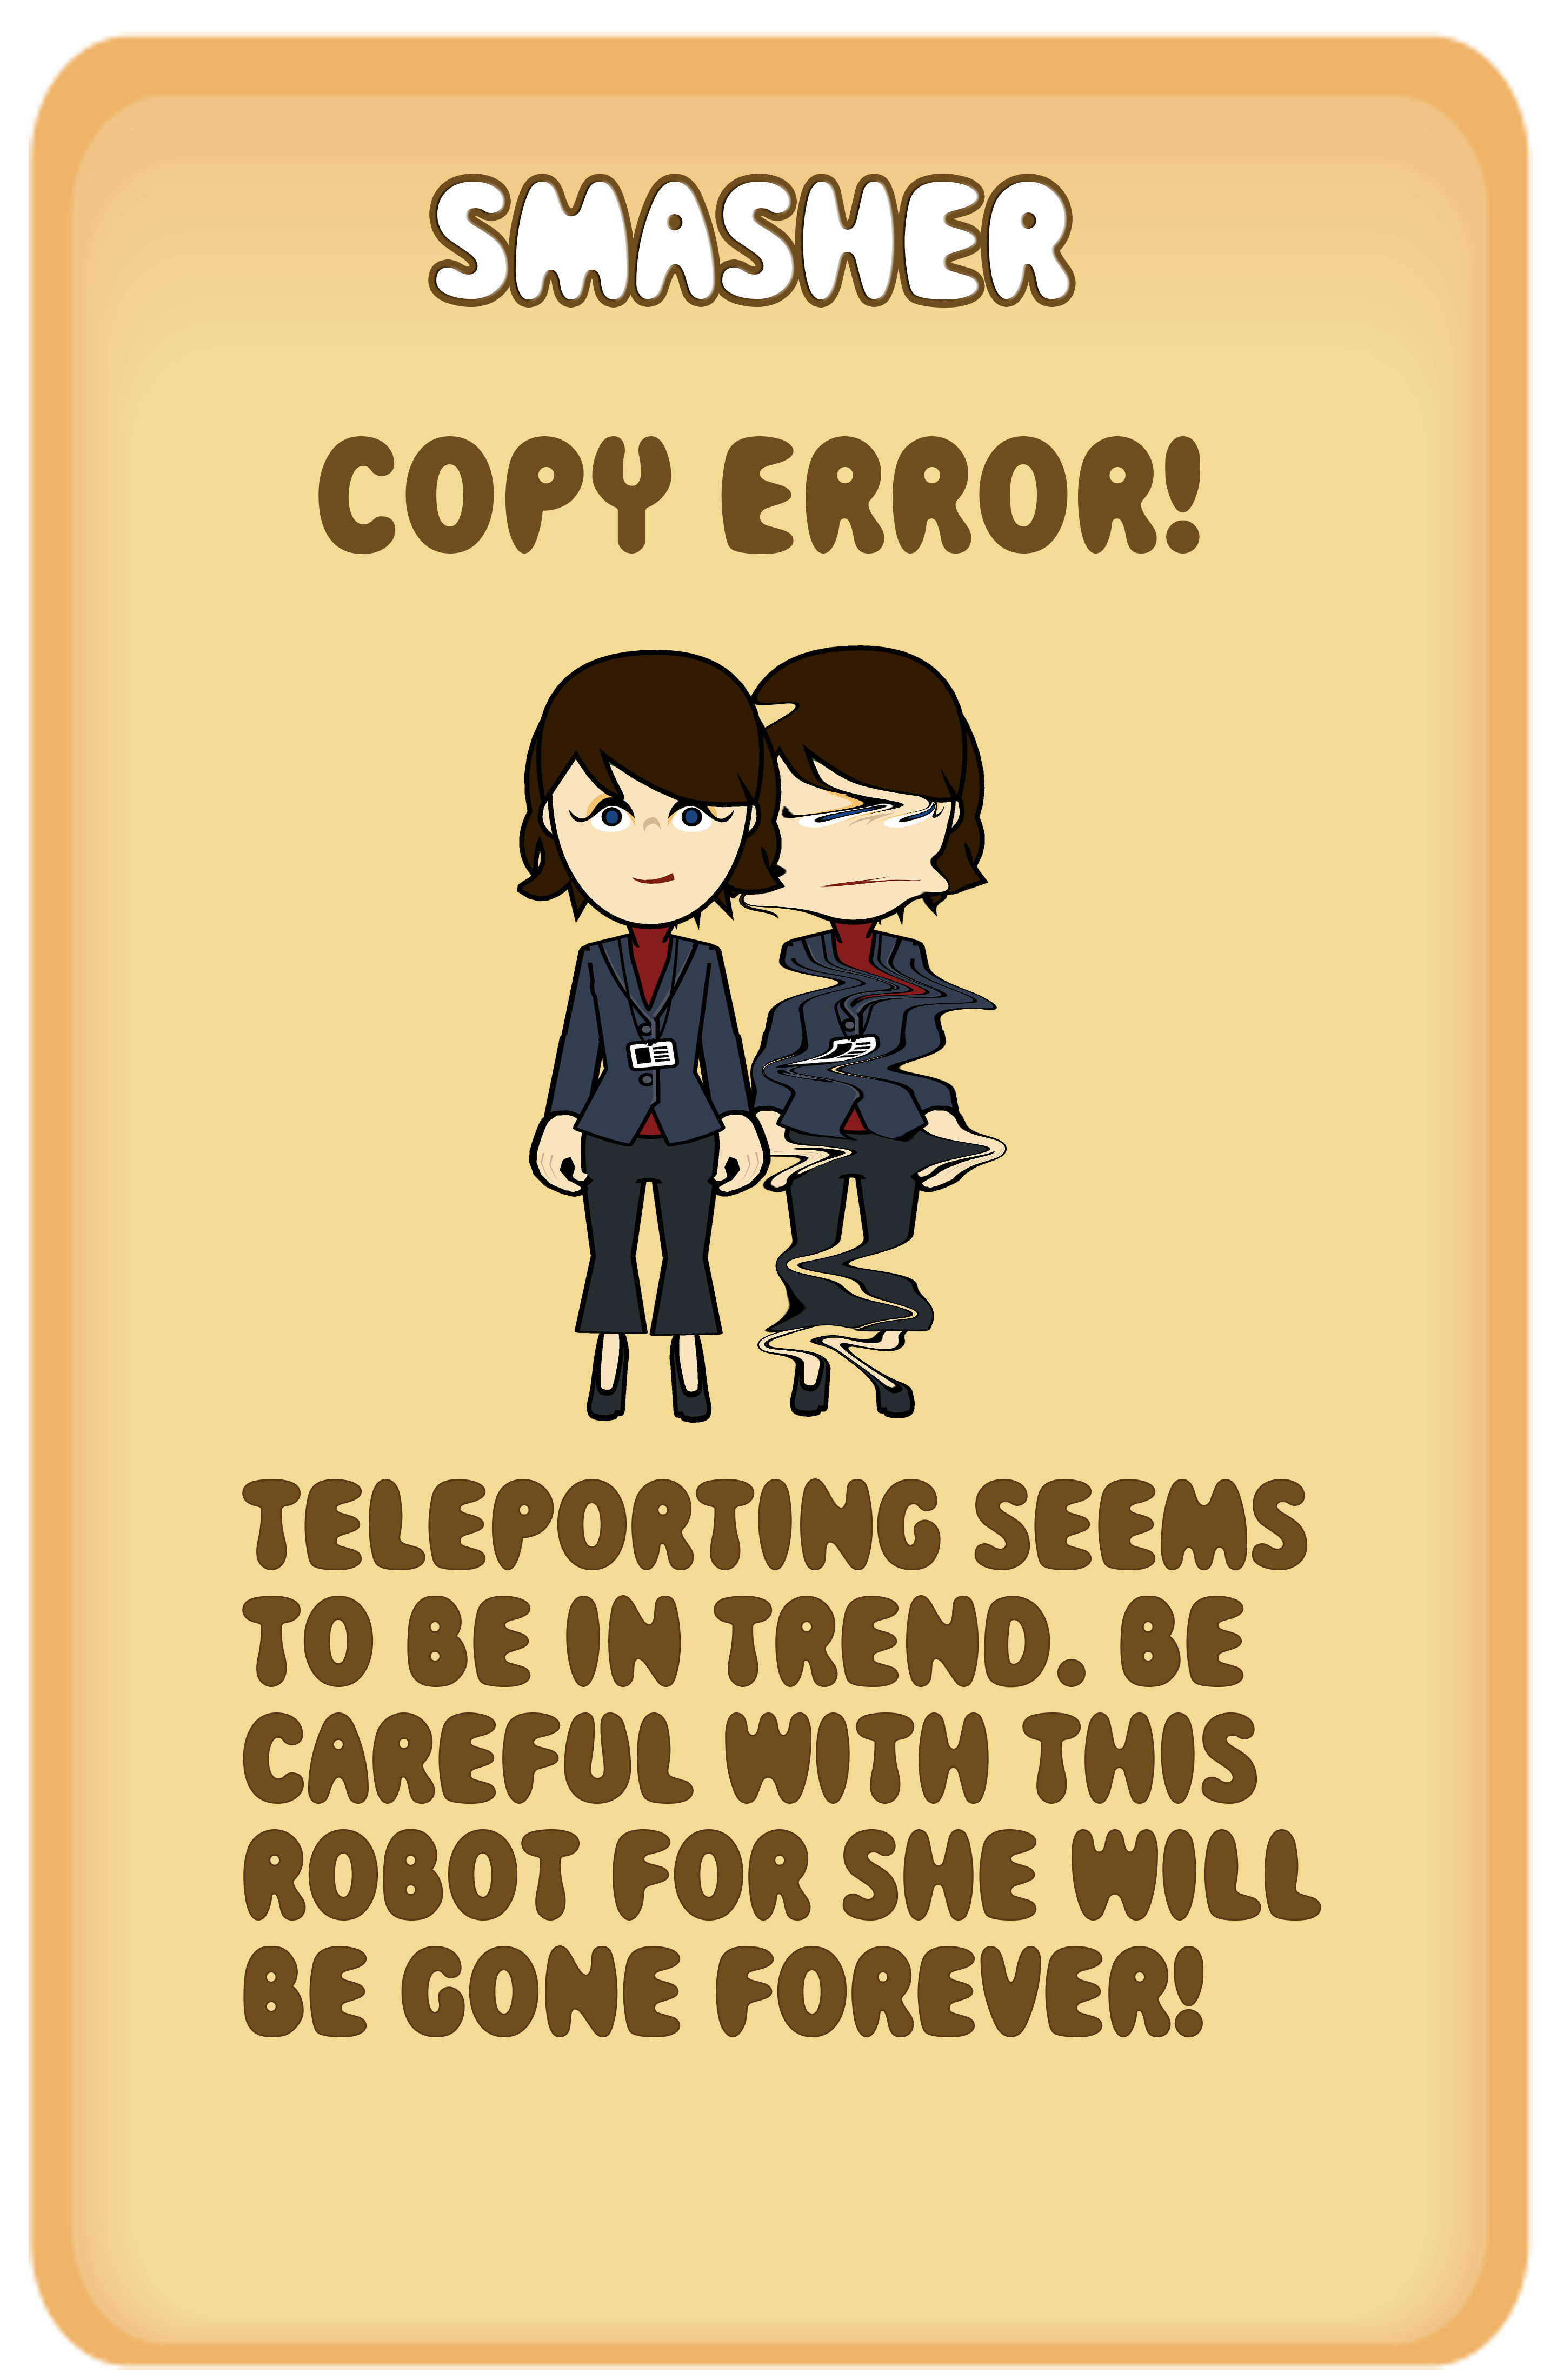 SMASHER
COPY ERROR!
TELEPORTING SEEMS
TO BE IN TREND. BE
CAREFUL WITH THIS
ROBOT FOR SHE WILL
BE GONE FOREVER!